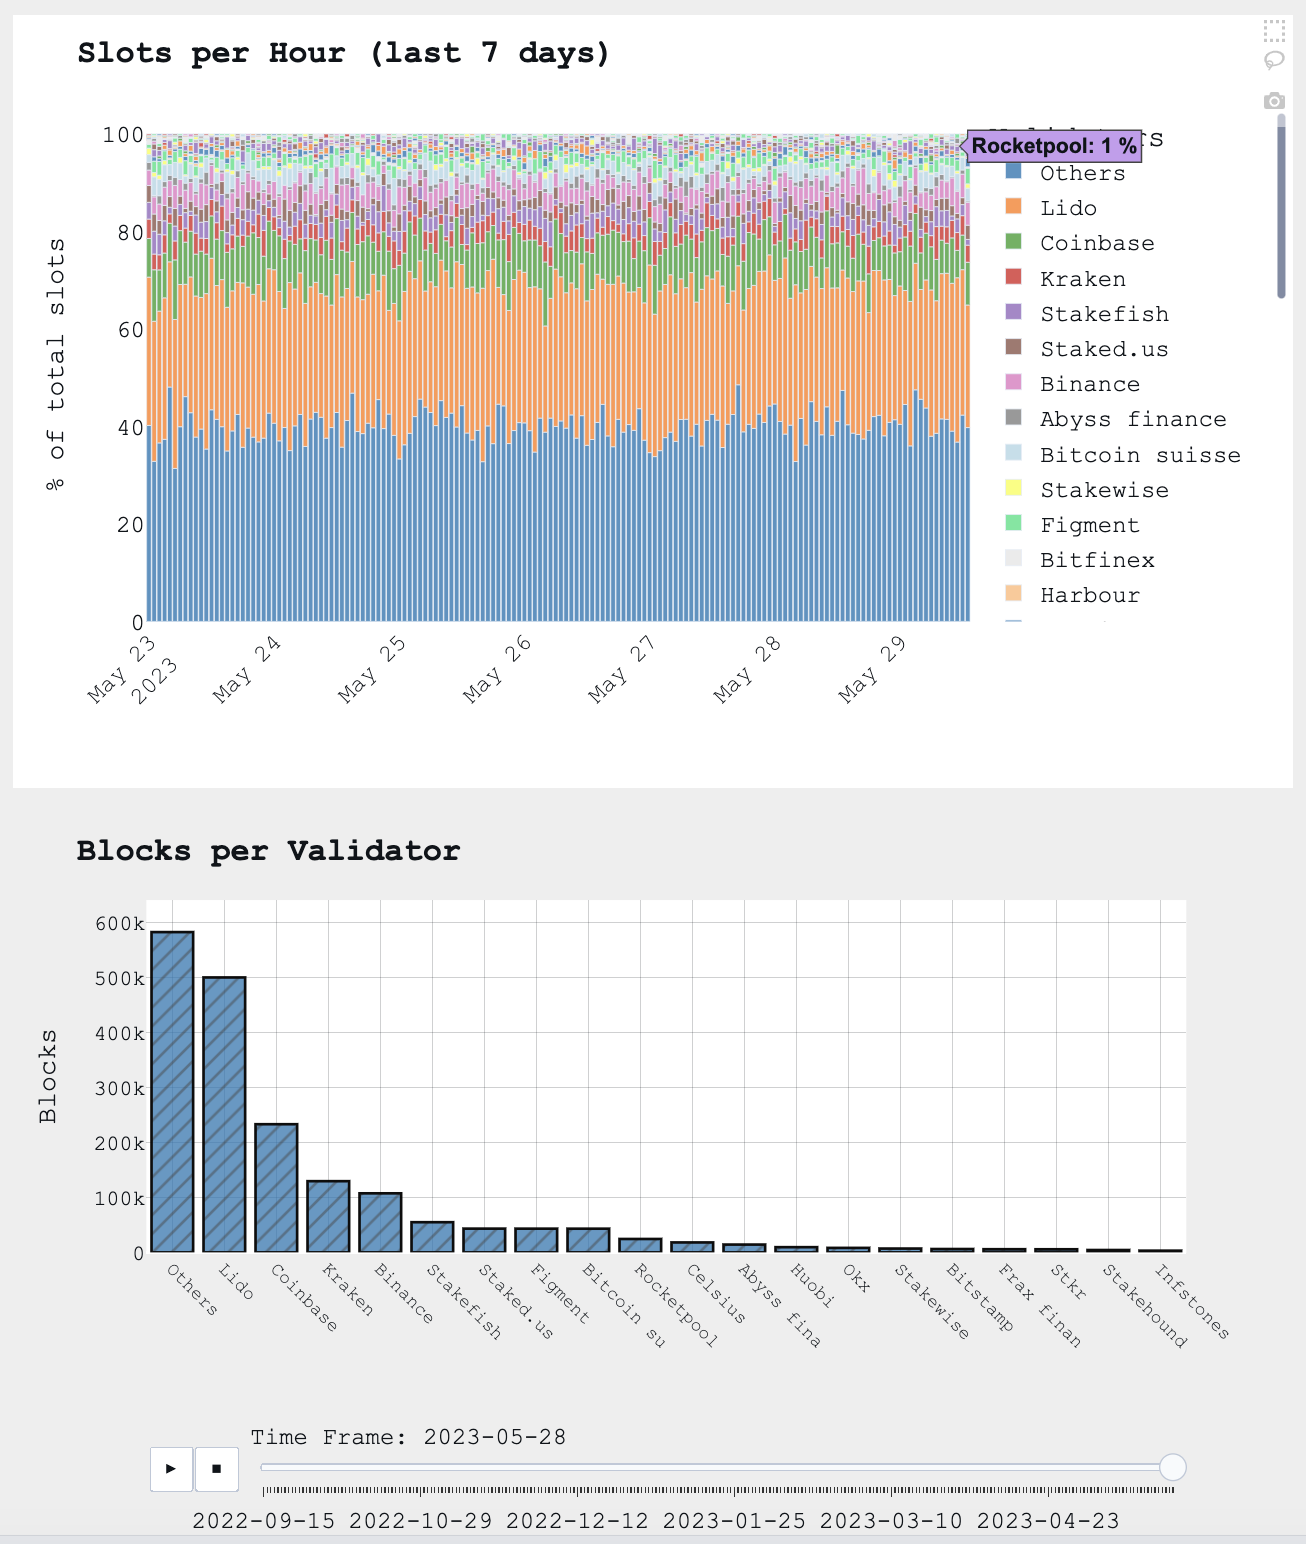 Slots per Hour (last 7 days)
Rocketpool: 1 %
% of total slots
100
80
60
40
20
0
May 23
2023
May 24
May 25
May 26
May 27
May 28
May 29
Others
Lido
Coinbase
Kraken
Stakefish
Staked.us
Binance
Abyss finance
Bitcoin suisse
Stakewise
Figment
Bitfinex
Harbour
Blocks per Validator
Blocks
600k
500k
400k
300k
200k
100k
0
Others
Lido
Coinbase
Kraken
Binance
Stakefish
Staked.us
Figment
Bitcoin su
Rocketpool
Celsius
Abyss fina
Huobi
Okx
Stakewise
Bitstamp
Frax finan
Stkr
Stakehound
Infstones
Time Frame: 2023-05-28
2022-09-15 2022-10-29 2022-12-12 2023-01-25 2023-03-10 2023-04-23